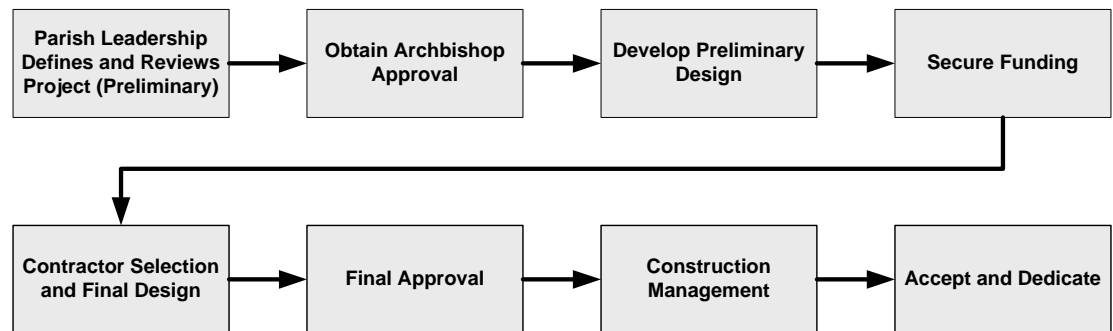 Parish Leadership
Defines and Reviews
Project (Preliminary)
Obtain Archbishop
Approval
Develop Preliminary
Design
Secure Funding
Contractor Selection
and Final Design
Final Approval
Construction
Management
Accept and Dedicate